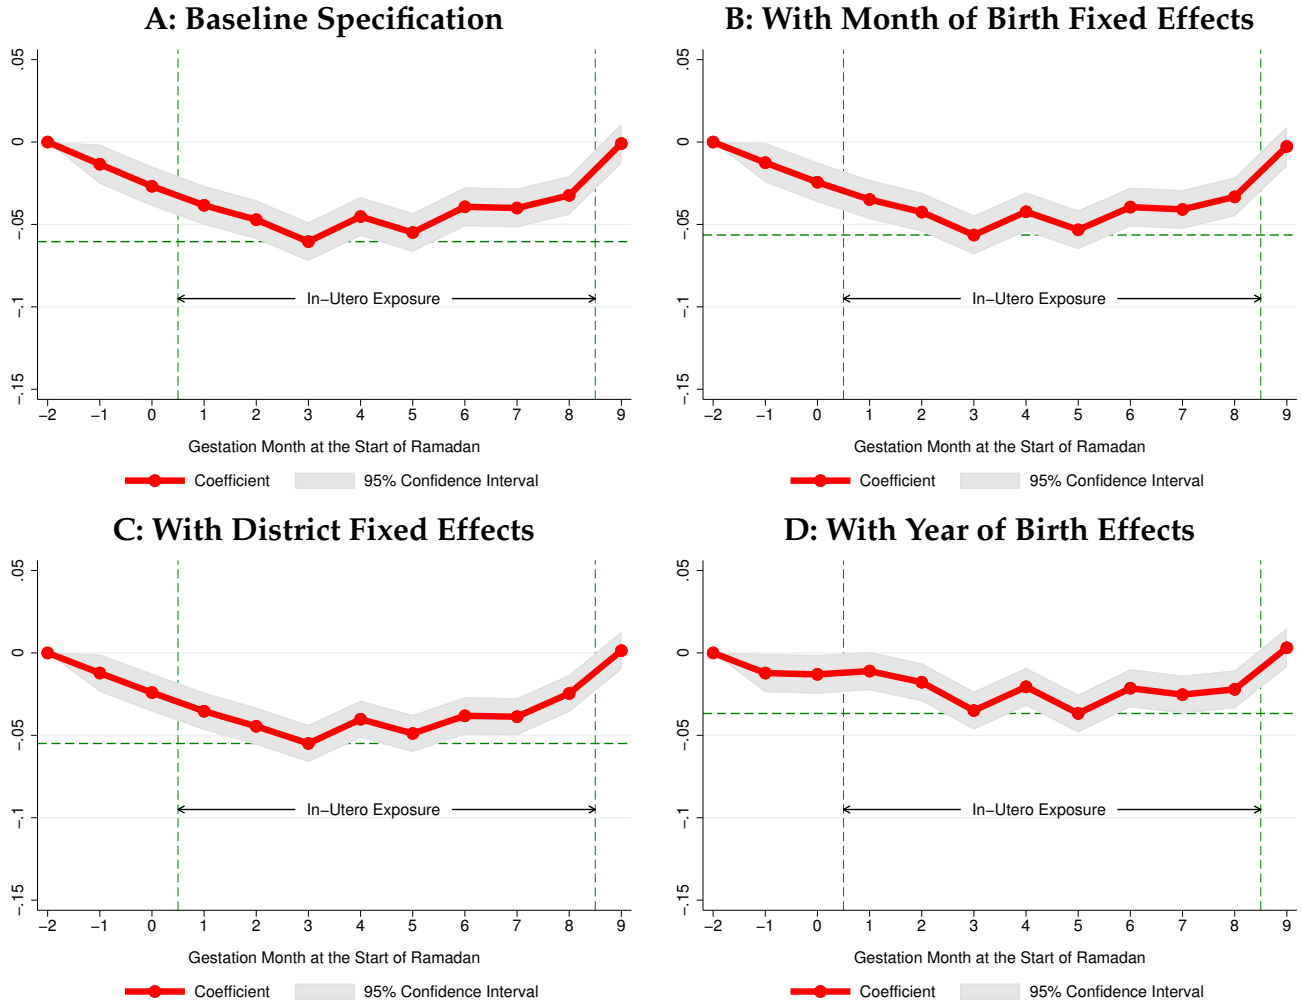 A: Baseline Specification
.05
0
-.05
-.1
-.15
In-Utero Exposure
-2 -1 0 1 2 3 4 5 6 7 8 9
Gestation Month at the Start of Ramadan
Coefficient 95% Confidence Interval
B: With Month of Birth Fixed Effects
.05
0
-.05
-.1
-.15
In-Utero Exposure
-2 -1 0 1 2 3 4 5 6 7 8 9
Gestation Month at the Start of Ramadan
Coefficient 95% Confidence Interval
C: With District Fixed Effects
.05
0
-.05
-.1
-.15
In-Utero Exposure
-2 -1 0 1 2 3 4 5 6 7 8 9
Gestation Month at the Start of Ramadan
Coefficient 95% Confidence Interval
D: With Year of Birth Effects
.05
0
-.05
-.1
-.15
In-Utero Exposure
-2 -1 0 1 2 3 4 5 6 7 8 9
Gestation Month at the Start of Ramadan
Coefficient 95% Confidence Interval